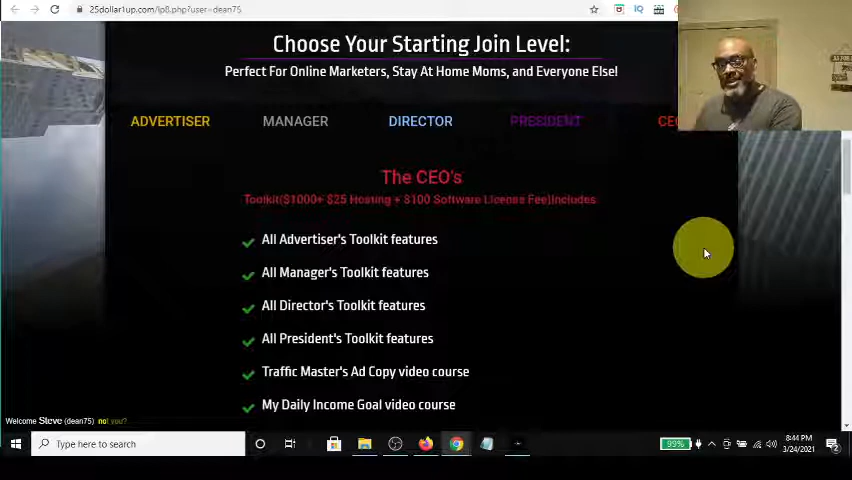 25dollar1up.com/lp8.php?user=dean75
Choose Your Starting Join Level:
Perfect For Online Marketers, Stay At Home Moms, and Everyone Else!
ADVERTISER MANAGER DIRECTOR PRESIDENT
The CEO's
Toolkit($1000+ $25 Hosting + $100 Software License Fee)Includes
All Advertiser's Toolkit features
All Manager's Toolkit features
All Director's Toolkit features
All President's Toolkit features
Traffic Master's Ad Copy video course
My Daily Income Goal video course
Welcome Steve (dean75) not you?
Type here to search
99%
8:44 PM
3/24/2021